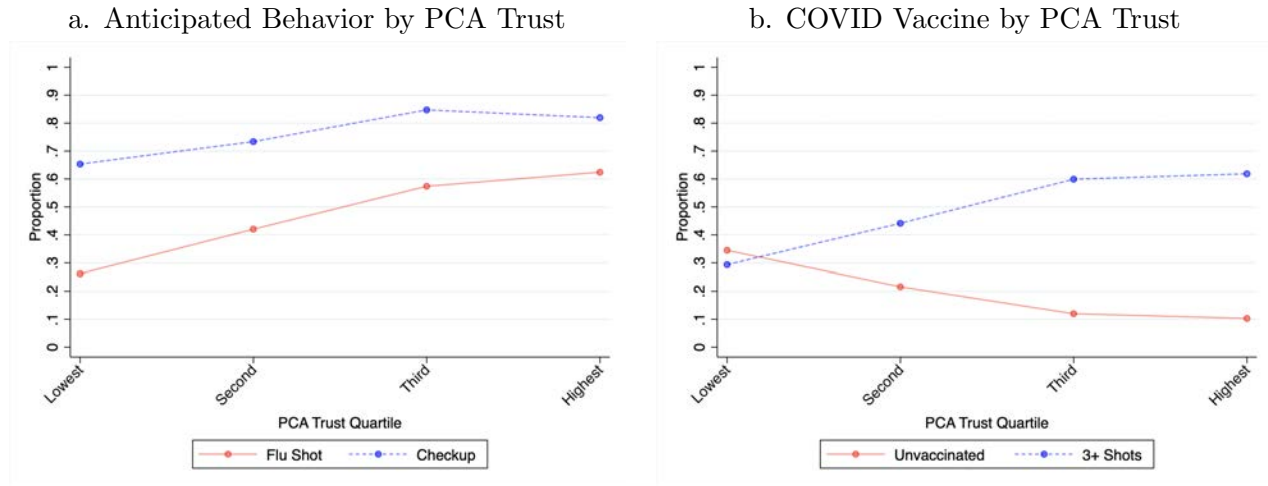 a. Anticipated Behavior by PCA Trust
Proportion
1
.9
.8
.7
.6
.5
.4
.3
.2
.1
0
Lowest
Second
Third
Highest
PCA Trust Quartile
Flu Shot Checkup
b. COVID Vaccine by PCA Trust
Proportion
1
.9
.8
.7
.6
.5
.4
.3
.2
.1
0
Lowest
Second
Third
Highest
PCA Trust Quartile
Unvaccinated 3+ Shots